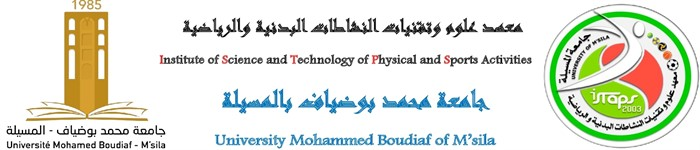 1985
جامعة محمد بوضياف - المسيلة
Université Mohamed Boudiaf - M'sila
معهد علوم وتقنيات النشاطات البدنية والرياضية
Institute of Science and Technology of Physical and Sports Activities
جامعة محمد بوضياف بالمسيلة
University Mohammed Boudiaf of M'sila
جامعة المسيلة
UNIVERSITY OF M'SILA
istaps
2003
معهد علوم و تقنيات النشاطات البدنية و الرياضية